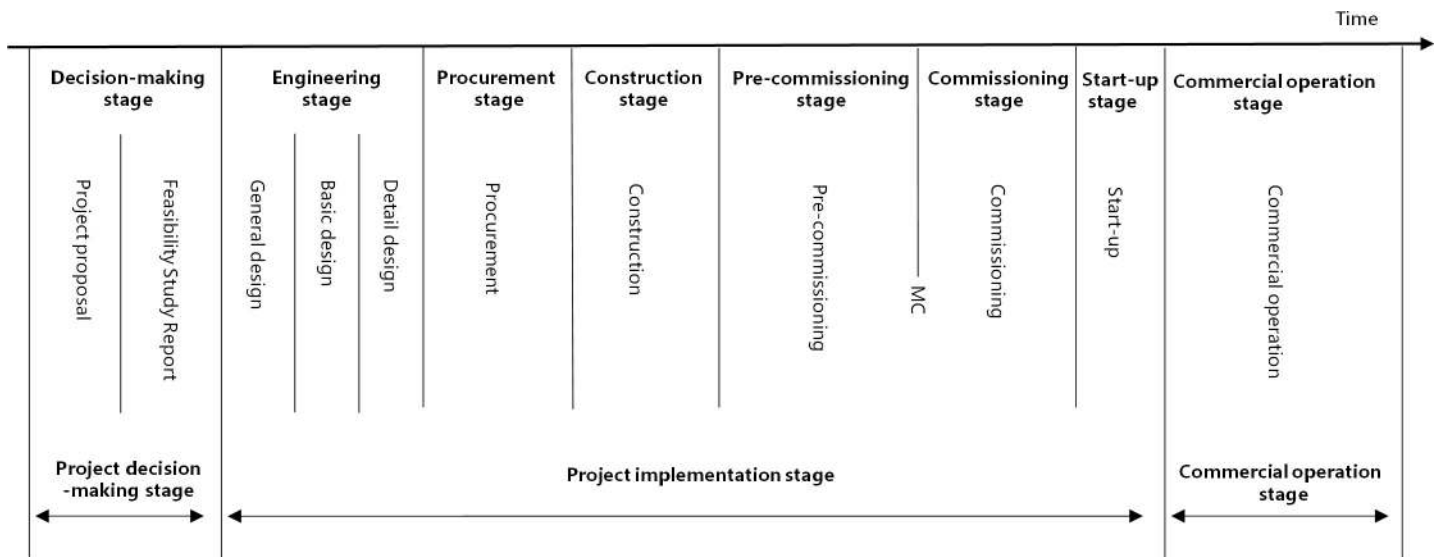 Time
Decision-making
stage
Engineering
stage
Procurement
stage
Construction
stage
Pre-commissioning
stage
Commissioning
stage
Start-up
stage
Commercial operation
stage
Project proposal
Feasibility Study Report
General design
Basic design
Detail design
Procurement
Construction
Pre-commissioning
MC
Commissioning
Start-up
Commercial operation
Project decision
-making stage
Project implementation stage
Commercial operation
stage